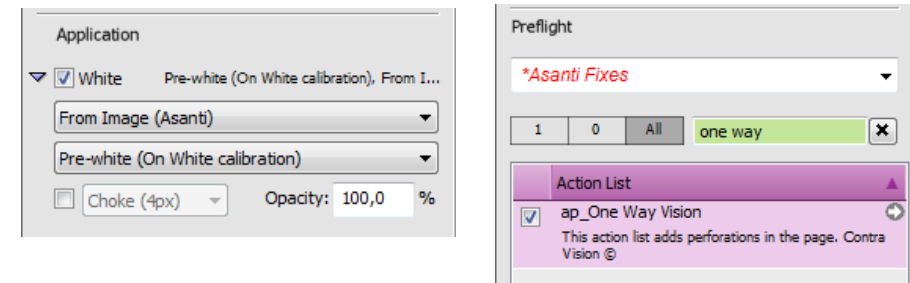 Application
White Pre-white (On White calibration), From I...
From Image (Asanti)
Pre-white (On White calibration)
Choke (4px) Opacity: 100,0 %
Preflight
*Asanti Fixes
1 0 All one way
Action List
ap_One Way Vision
This action list adds perforations in the page. Contra
Vision ©